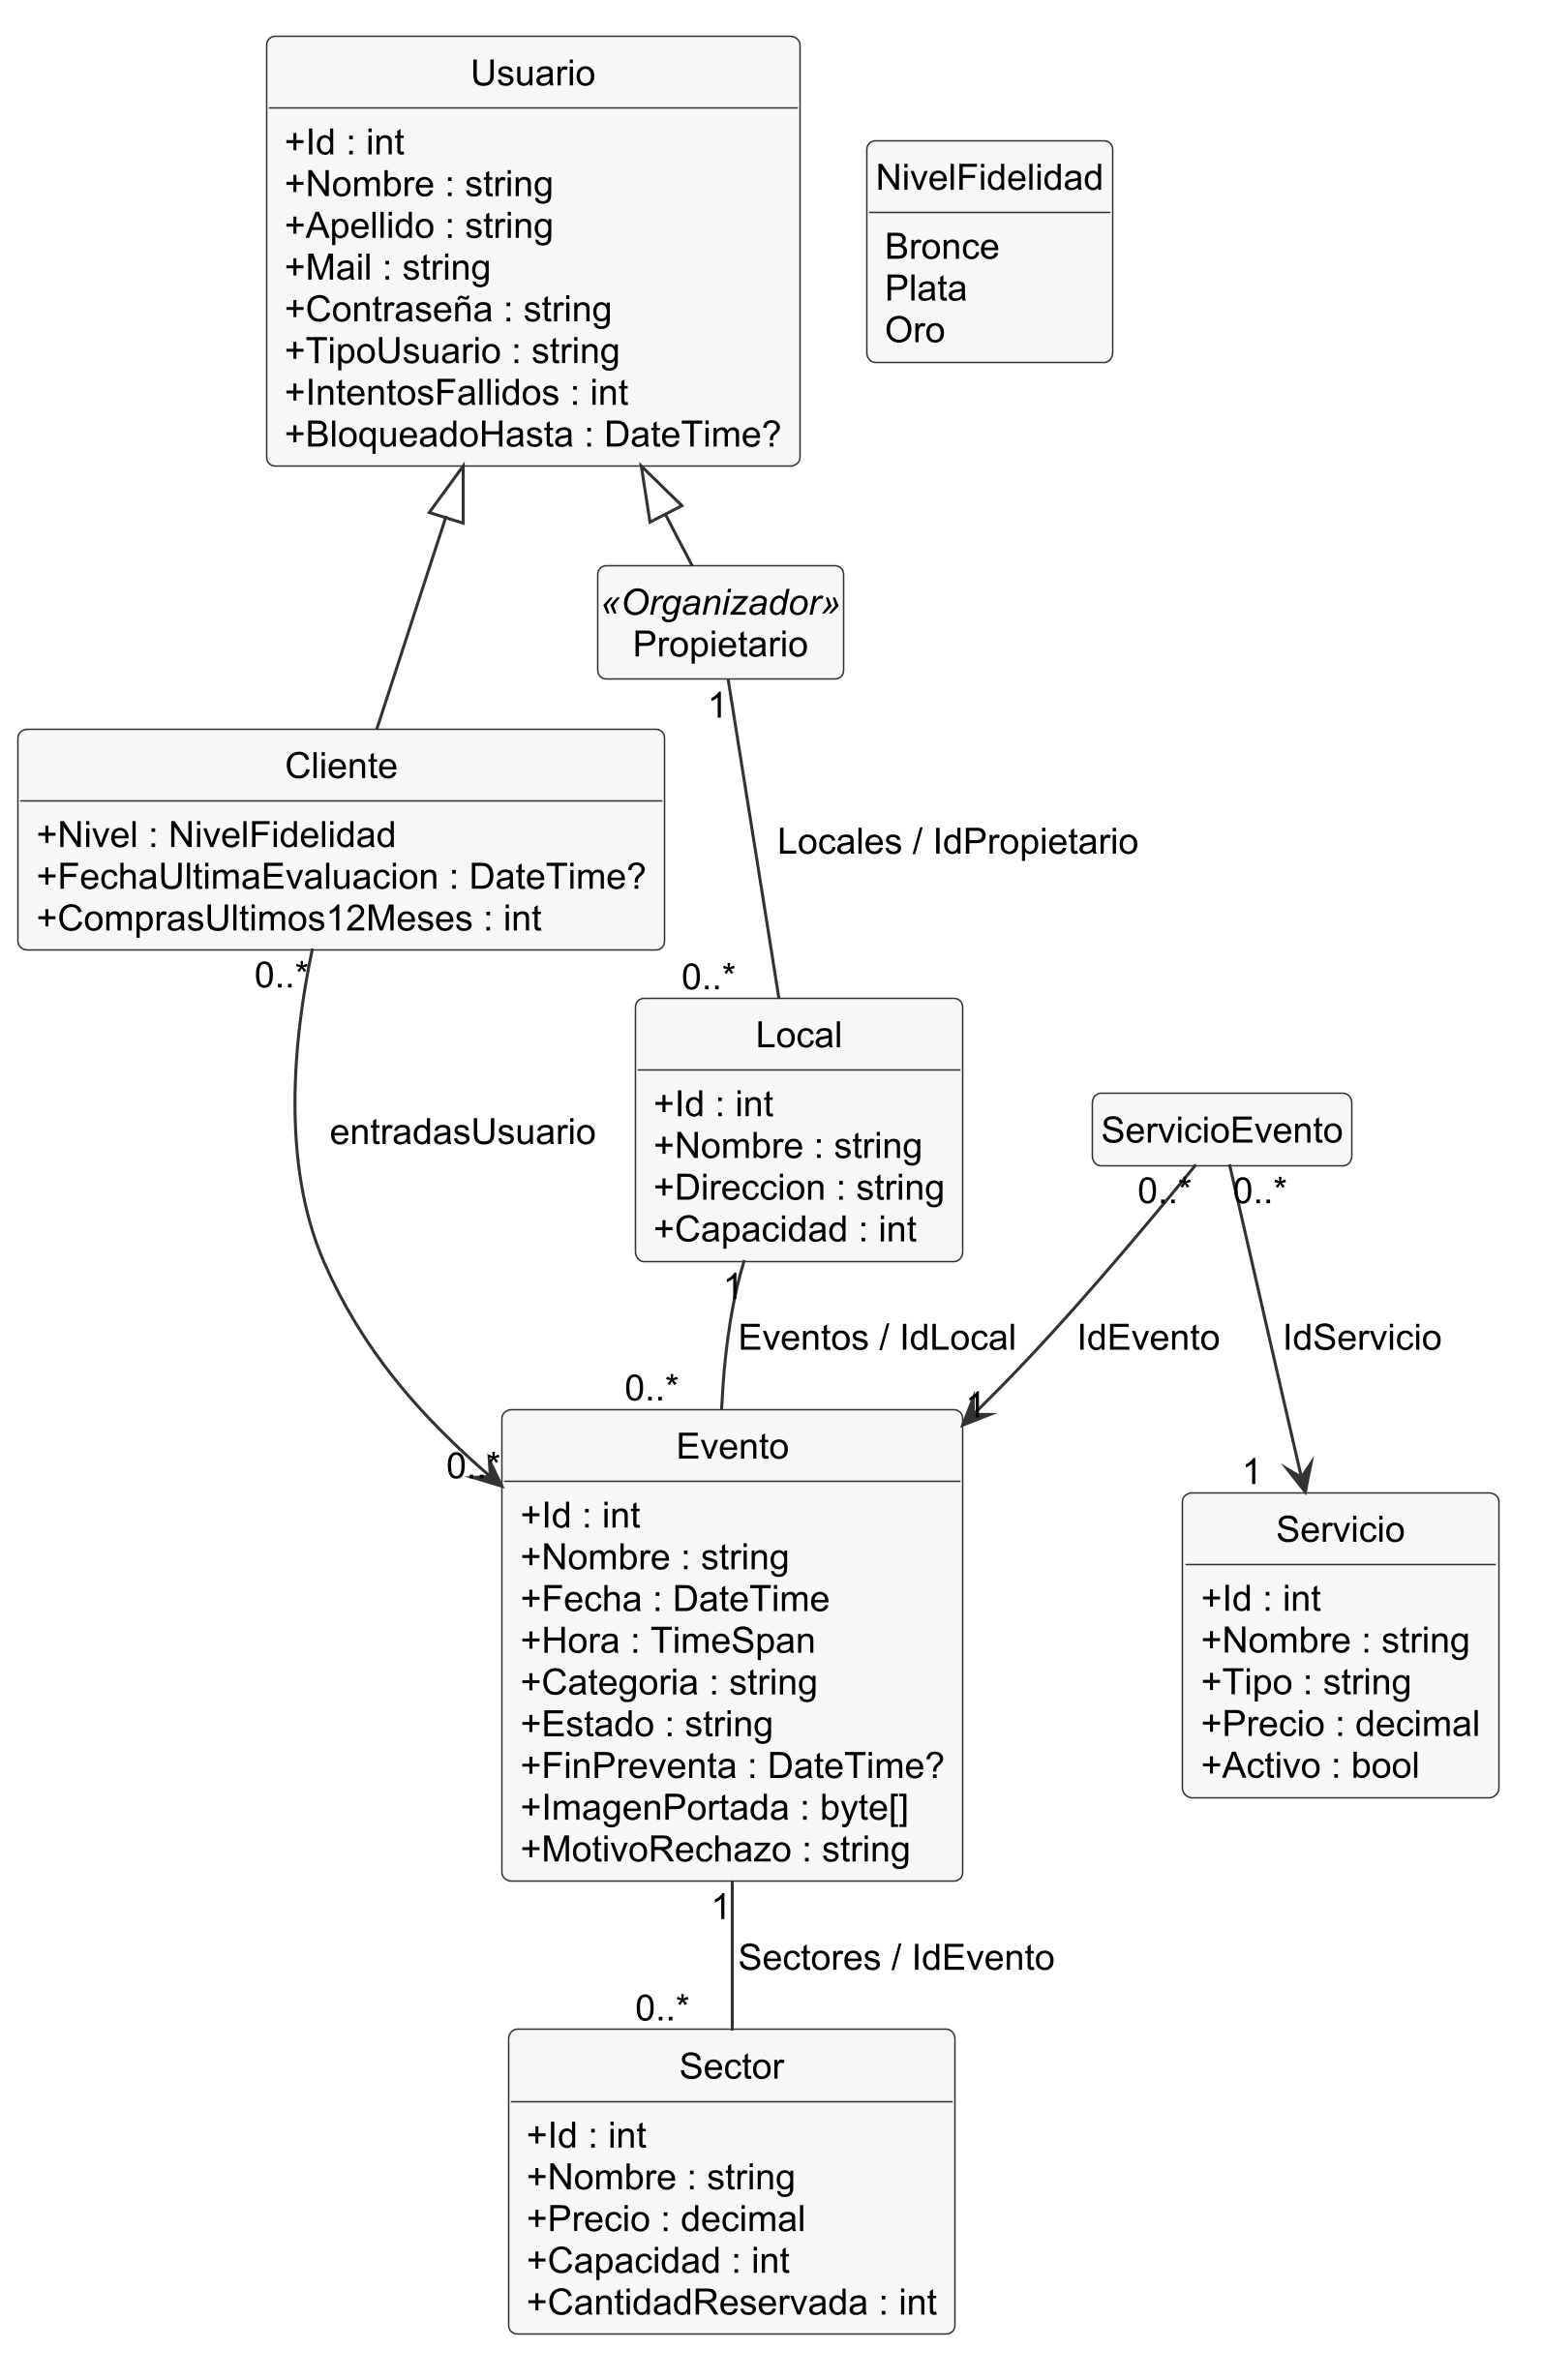 Usuario
+Id : int
+Nombre : string
+Apellido : string
+Mail : string
+Contraseña : string
+TipoUsuario : string
+IntentosFallidos : int
+BloqueadoHasta : DateTime?
NivelFidelidad
Bronce
Plata
Oro
«Organizador»
Propietario
1
Cliente
+Nivel : NivelFidelidad
+FechaUltimaEvaluacion : DateTime?
+ComprasUltimos12Meses : int
Locales / IdPropietario
0..*
0..*
Local
+Id : int
+Nombre : string
+Direccion : string
+Capacidad : int
entradasUsuario
ServicioEvento
0..*
0..*
1
Eventos / IdLocal
IdEvento
IdServicio
0..*
1
0..*
1
Evento
+Id : int
+Nombre : string
+Fecha : DateTime
+Hora : TimeSpan
+Categoria : string
+Estado : string
+FinPreventa : DateTime?
+ImagenPortada : byte[]
+MotivoRechazo : string
Servicio
+Id : int
+Nombre : string
+Tipo : string
+Precio : decimal
+Activo : bool
1
Sectores / IdEvento
0..*
Sector
+Id : int
+Nombre : string
+Precio : decimal
+Capacidad : int
+CantidadReservada : int